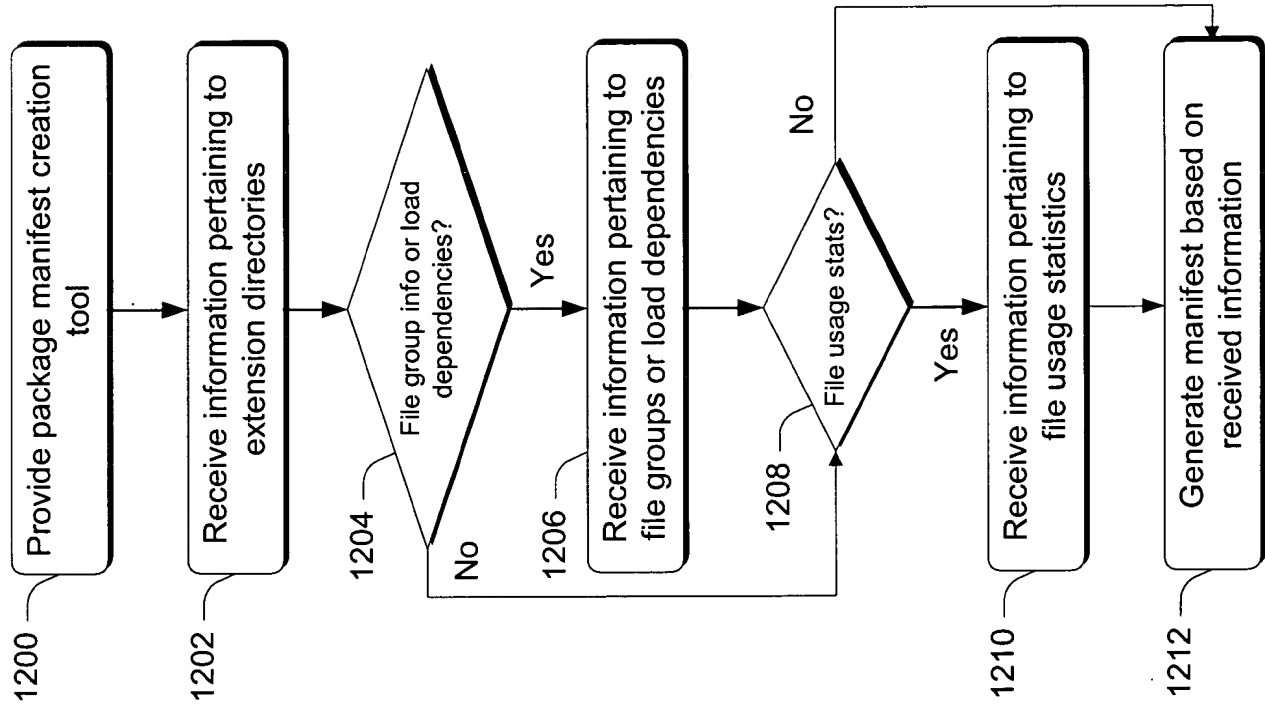 1200
Provide package manifest creation
tool
1202
Receive information pertaining to
extension directories
1204
File group info or load
dependencies?
No
Yes
1206
Receive information pertaining to
file groups or load dependencies
1208
File usage stats?
No
Yes
1210
Receive information pertaining to
file usage statistics
1212
Generate manifest based on
received information